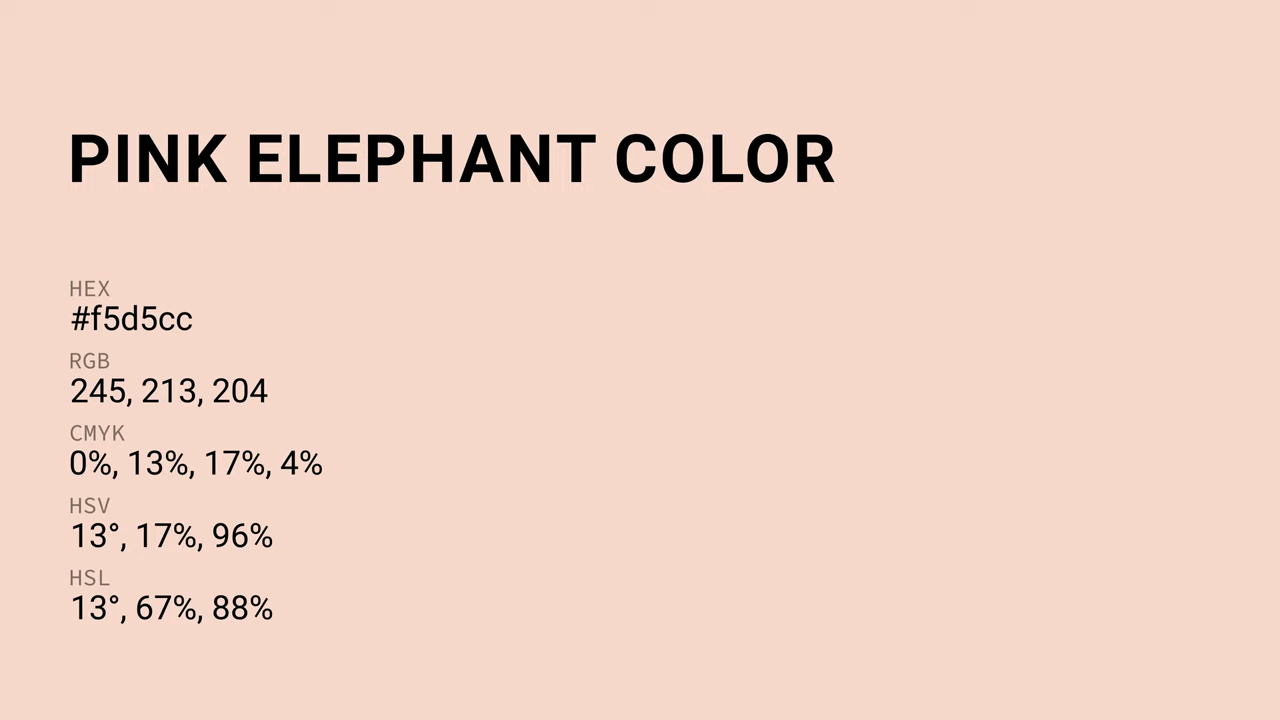 PINK ELEPHANT COLOR
HEX
#f5d5cc
RGB
245, 213, 204
CMYK
0%, 13%, 17%, 4%
HSV
13°, 17%, 96%
HSL
13°, 67%, 88%